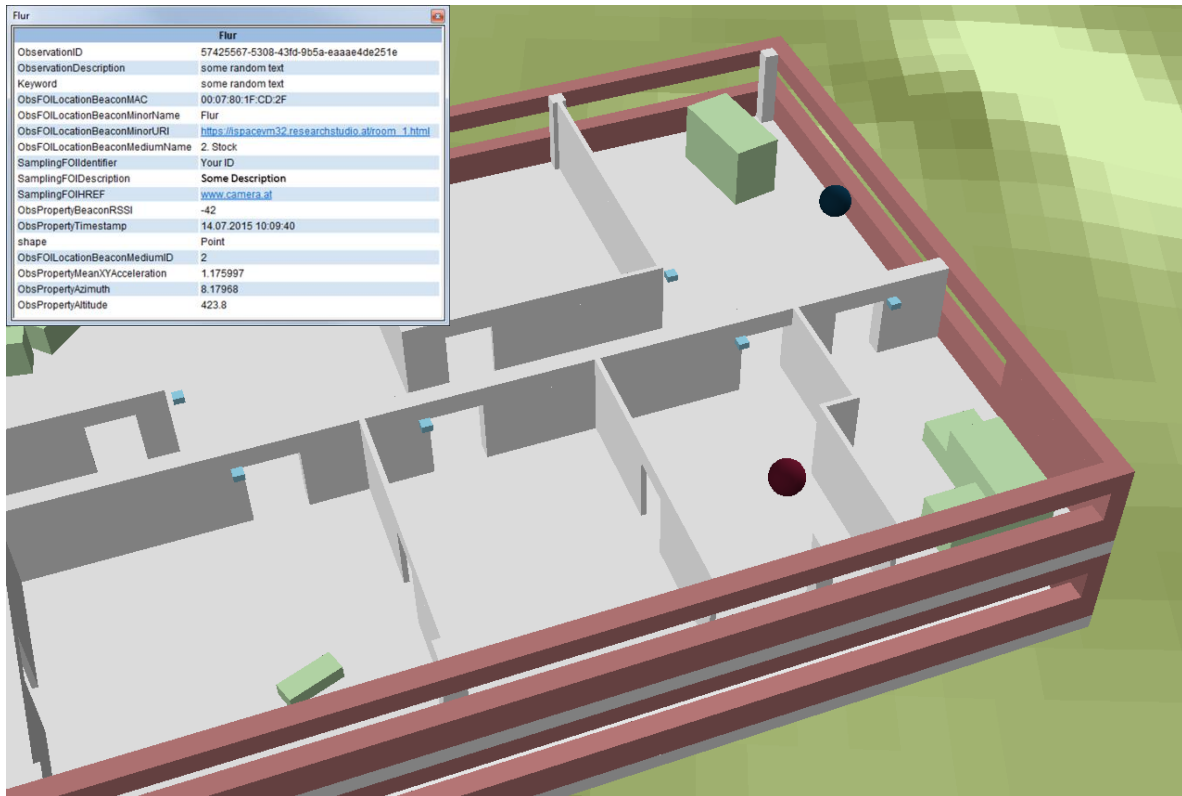 Flur
Flur
ObservationID 57425567-5308-43fd-9b5a-eaaae4de251e
ObservationDescription some random text
Keyword some random text
ObsFOILocationBeaconMAC 00:07:80:1F:CD:2F
ObsFOILocationBeaconMinorName Flur
ObsFOILocationBeaconMinorURI https://ispacevm32.researchstudio.at/room_1.html
ObsFOILocationBeaconMediumName 2. Stock
SamplingFOIIdentifier Your ID
SamplingFOIDescription Some Description
SamplingFOIHREF www.camera.at
ObsPropertyBeaconRSSI -42
ObsPropertyTimestamp 14.07.2015 10:09:40
shape Point
ObsFOILocationBeaconMediumID 2
ObsPropertyMeanXYAcceleration 1.175997
ObsPropertyAzimuth 8.17968
ObsPropertyAltitude 423.8